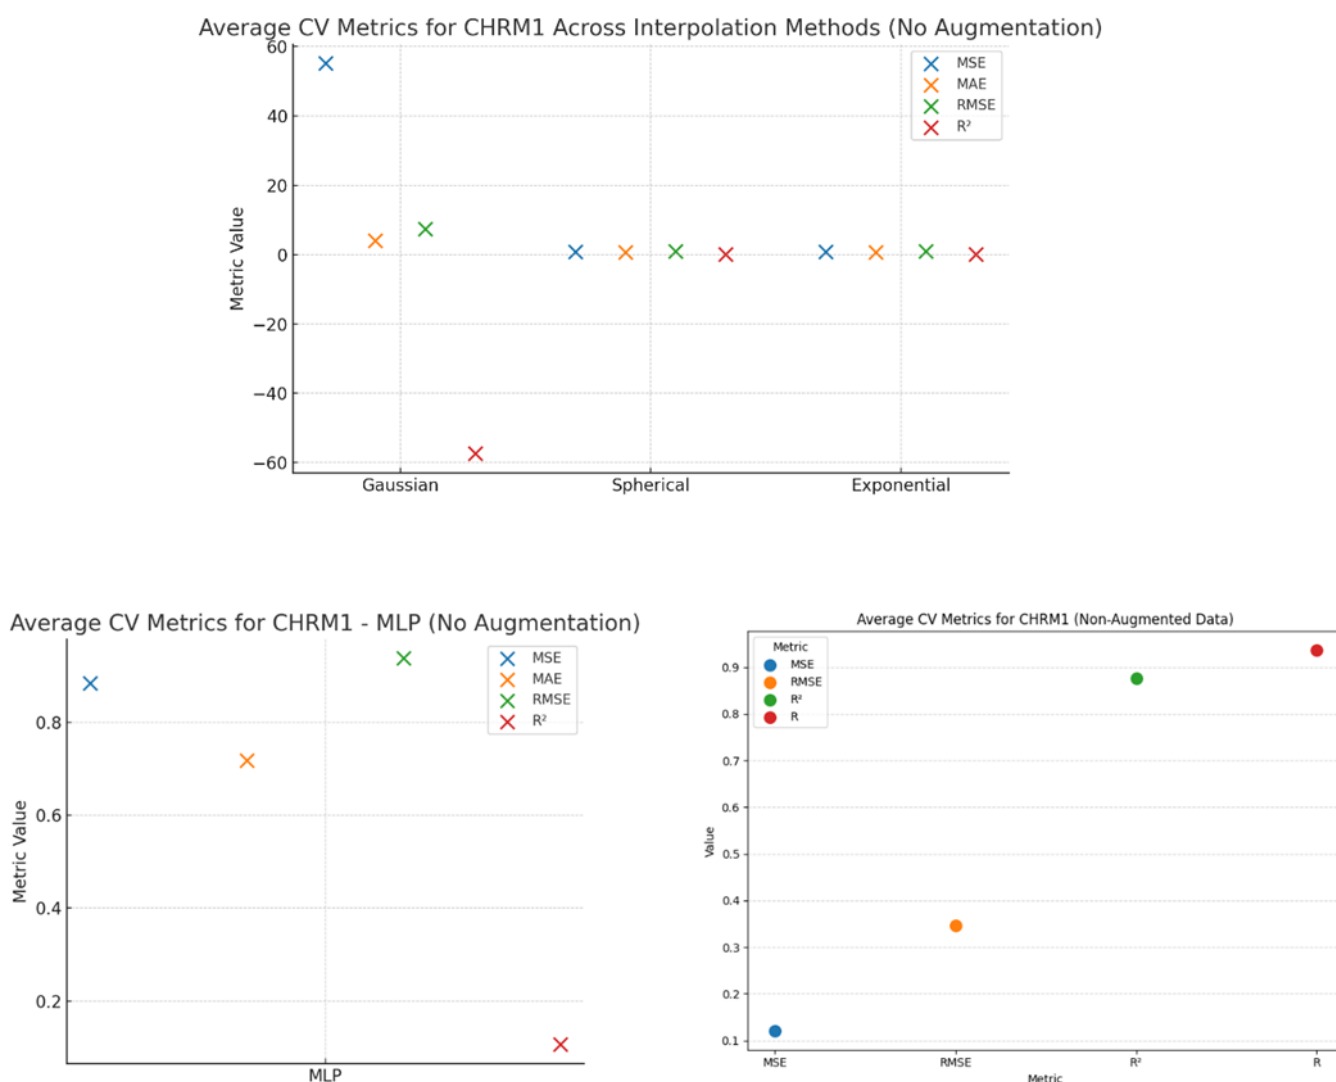 Average CV Metrics for CHRM1 Across Interpolation Methods (No Augmentation)
60
40
20
0
−20
−40
−60
Metric Value
MSE
MAE
RMSE
R²
Gaussian
Spherical
Exponential
Average CV Metrics for CHRM1 - MLP (No Augmentation)
0.8
0.6
0.4
0.2
Metric Value
MSE
MAE
RMSE
R²
MLP
Average CV Metrics for CHRM1 (Non-Augmented Data)
0.9
0.8
0.7
0.6
0.5
0.4
0.3
0.2
0.1
Value
Metric
MSE
RMSE
R²
R
MSE
RMSE
R²
R
Metric